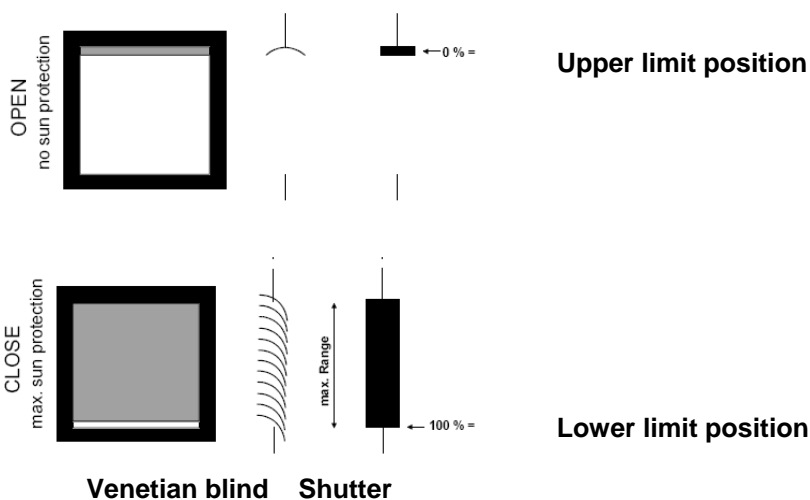 OPEN
no sun protection
0 % =
Upper limit position
CLOSE
max. sun protection
max. Range
100 % =
Lower limit position
Venetian blind Shutter